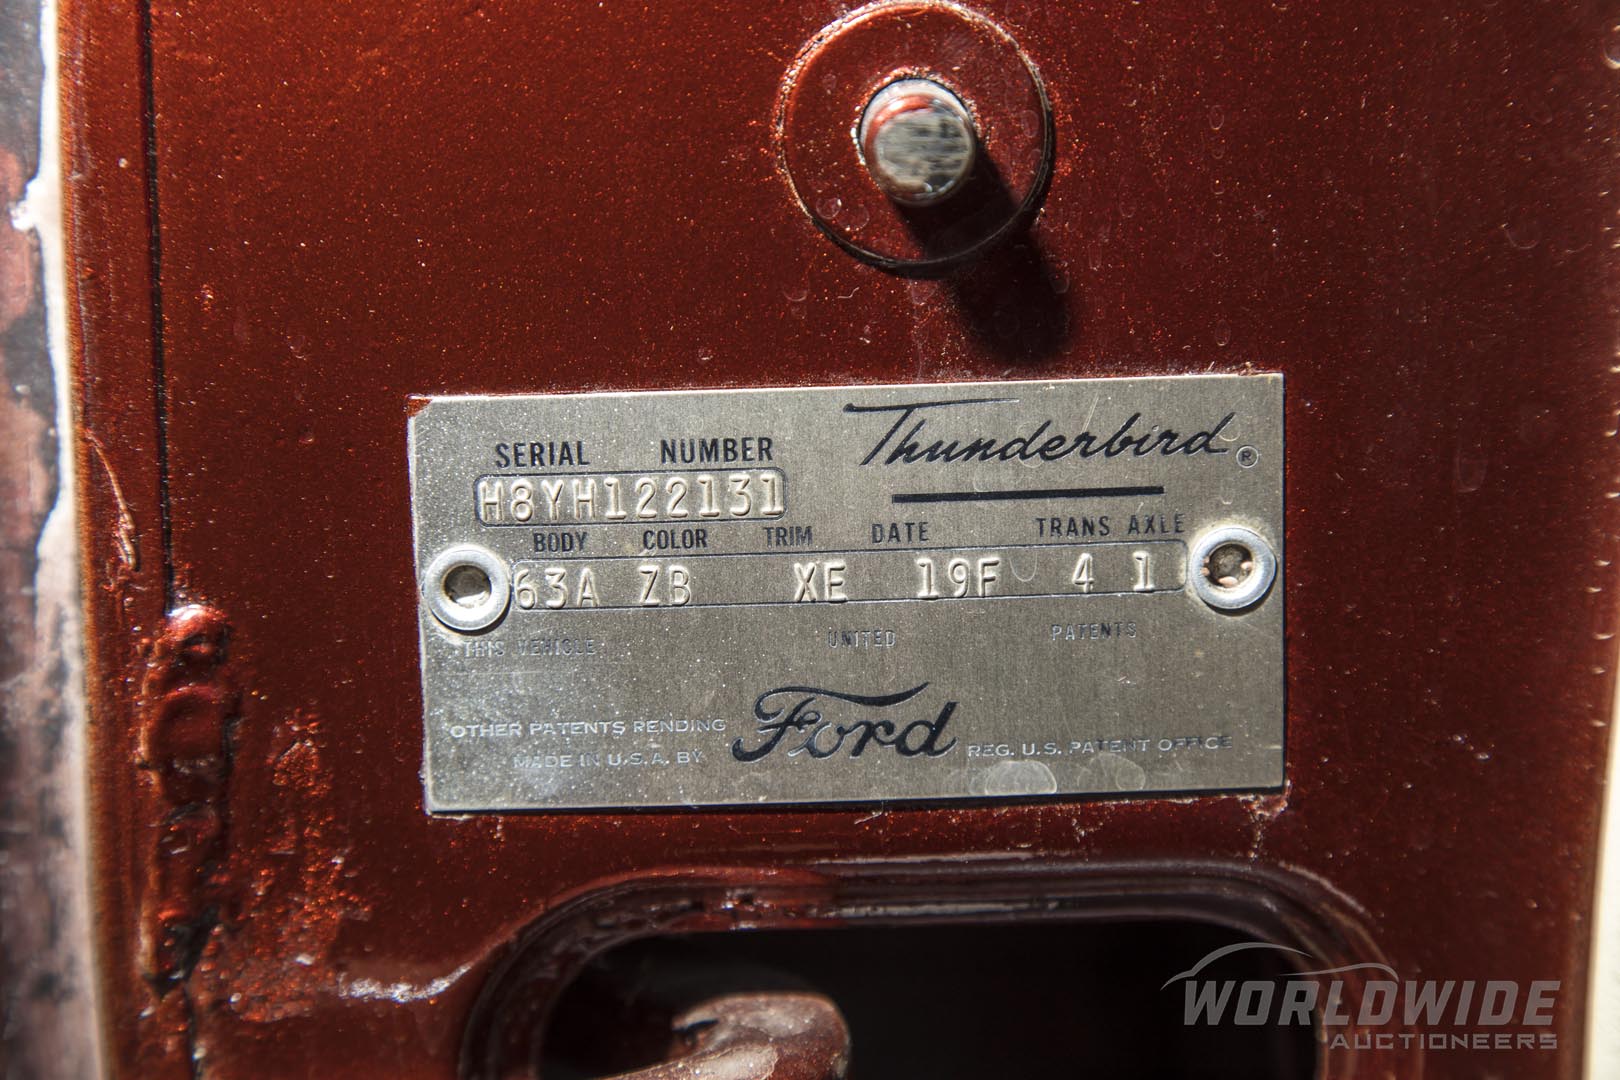 Thunderbird ®
SERIAL NUMBER
H8YH122131
BODY COLOR TRIM DATE TRANS AXLE
63A ZB XE 19F 4 1
THIS VEHICLE UNITED PATENTS
OTHER PATENTS PENDING
MADE IN U.S.A. BY Ford REG. U.S. PATENT OFFICE
WORLDWIDE
AUCTIONEERS